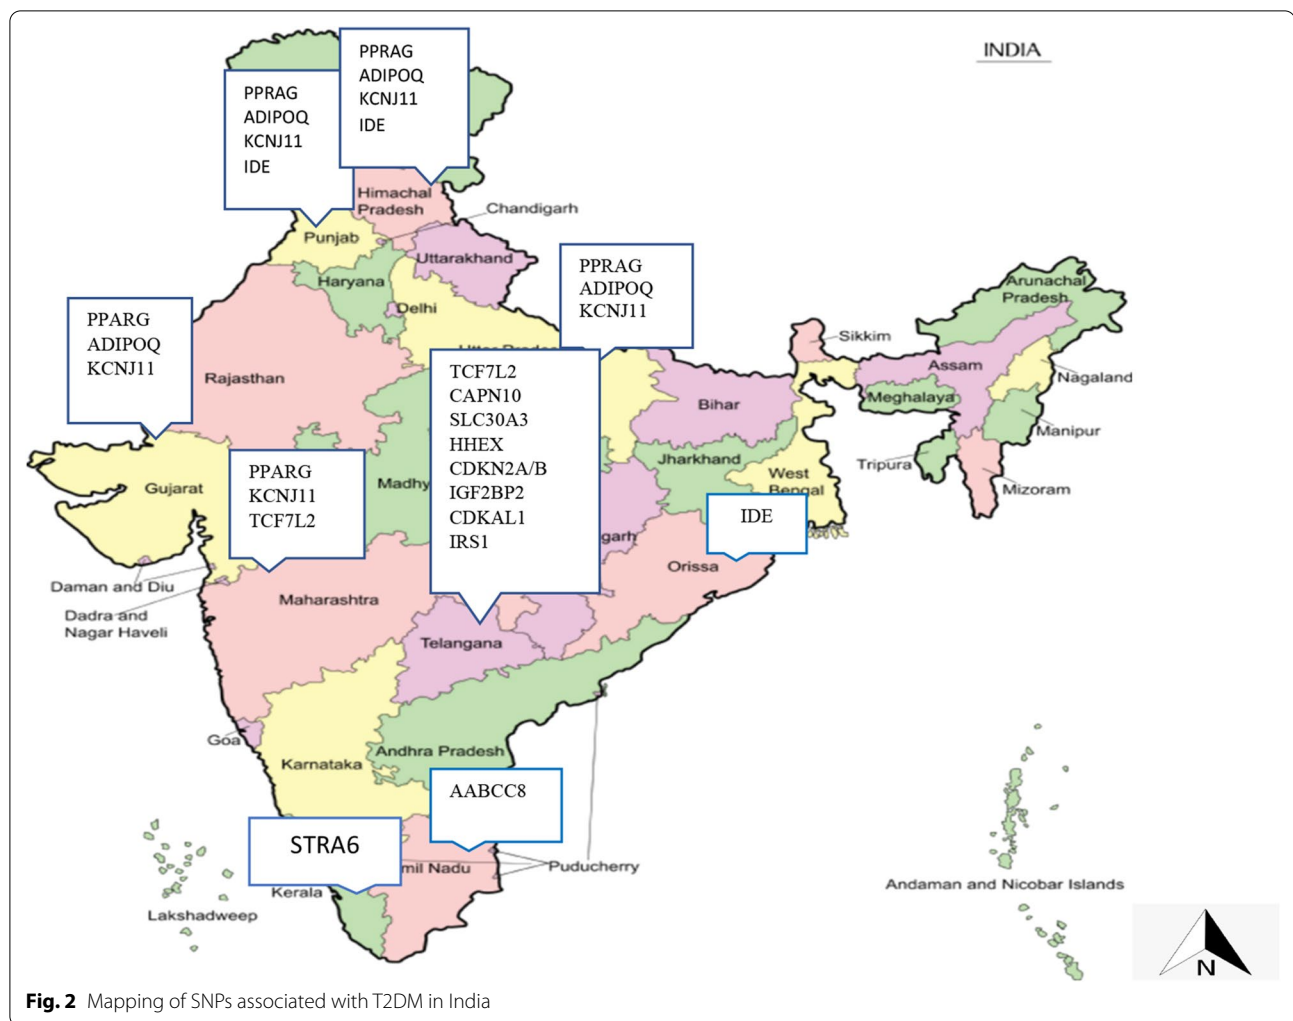 INDIA
PPRAG
ADIPOQ
KCNJ11
IDE
PPRAG
ADIPOQ
KCNJ11
IDE
Himachal
Pradesh
Chandigarh
Punjab
Uttarakhand
Haryana
Delhi
PPRAG
ADIPOQ
KCNJ11
Arunachal
Pradesh
Sikkim
Assam
Nagaland
Meghalaya
Manipur
Tripura
Mizoram
PPARG
ADIPOQ
KCNJ11
Rajasthan
TCF7L2
CAPN10
SLC30A3
HHEX
CDKN2A/B
IGF2BP2
CDKAL1
IRS1
Bihar
Jharkhand
West
Bengal
Gujarat
Madhy
PPARG
KCNJ11
TCF7L2
IDE
garh
Orissa
Daman and Diu
Dadra and
Nagar Haveli
Maharashtra
Telangana
Goa
Karnataka
Andhra Pradesh
AABCC8
STRA6
mil Nadu
Puducherry
Kerala
Lakshadweep
Andaman and Nicobar Islands
N
Fig. 2 Mapping of SNPs associated with T2DM in India